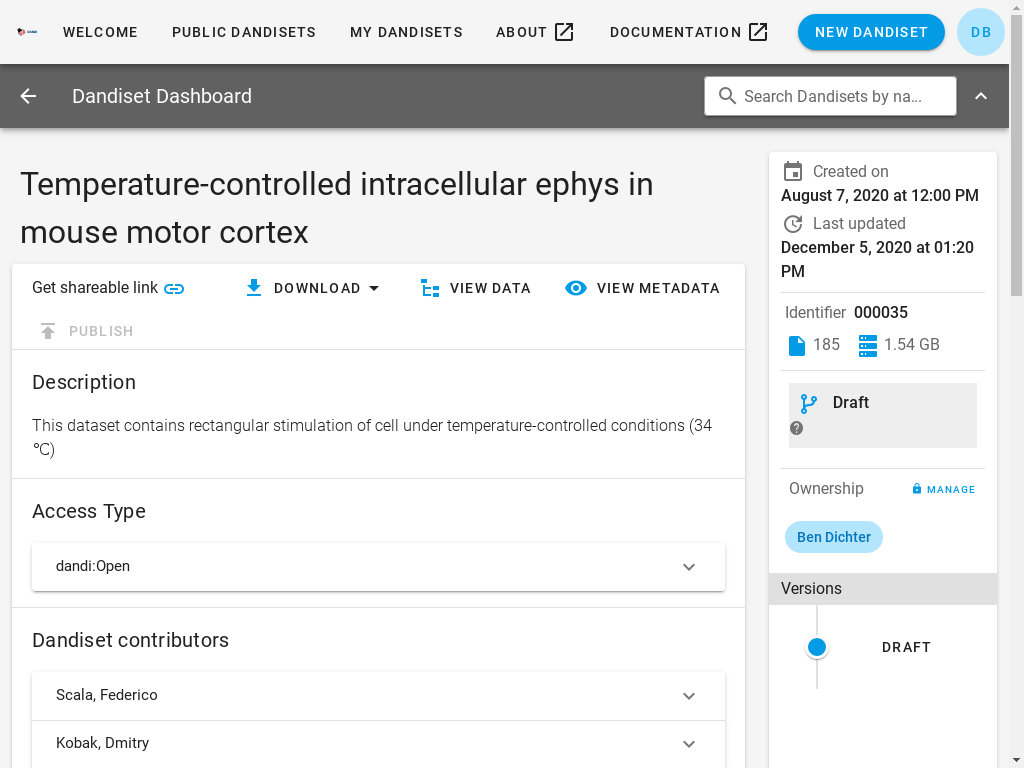 WELCOME PUBLIC DANDISETS MY DANDISETS ABOUT DOCUMENTATION NEW DANDISET DB
Dandiset Dashboard Search Dandisets by na...
Temperature-controlled intracellular ephys in
mouse motor cortex
Get shareable link DOWNLOAD VIEW DATA VIEW METADATA
PUBLISH
Description
This dataset contains rectangular stimulation of cell under temperature-controlled conditions (34
℃)
Access Type
dandi:Open
Dandiset contributors
Scala, Federico
Kobak, Dmitry
Created on
August 7, 2020 at 12:00 PM
Last updated
December 5, 2020 at 01:20
PM
Identifier 000035
185 1.54 GB
Draft
Ownership MANAGE
Ben Dichter
Versions
DRAFT